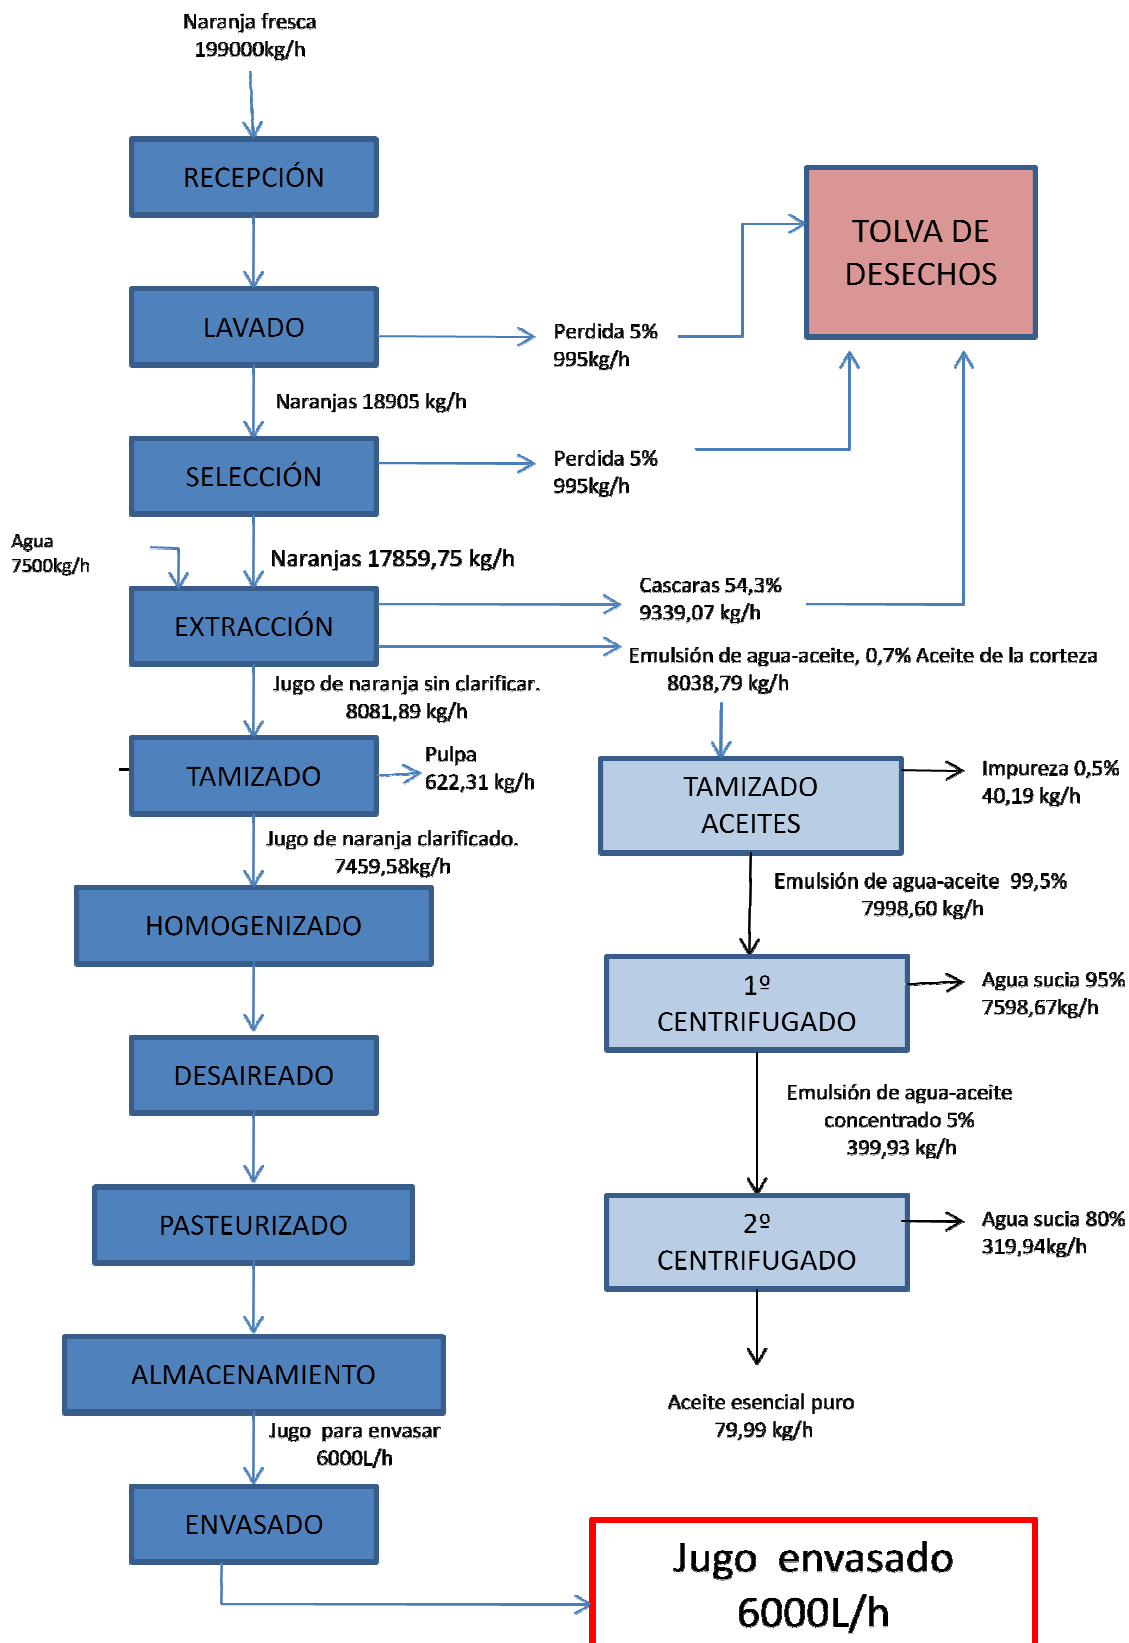 Naranja fresca
199000kg/h
RECEPCIÓN
TOLVA DE
DESECHOS
LAVADO
Perdida 5%
995kg/h
Naranjas 18905 kg/h
SELECCIÓN
Perdida 5%
995kg/h
Agua
7500kg/h
Naranjas 17859,75 kg/h
EXTRACCIÓN
Cascaras 54,3%
9339,07 kg/h
Emulsión de agua-aceite, 0,7% Aceite de la corteza
8038,79 kg/h
Jugo de naranja sin clarificar.
8081,89 kg/h
TAMIZADO
Pulpa
622,31 kg/h
TAMIZADO
ACEITES
Impureza 0,5%
40,19 kg/h
Jugo de naranja clarificado.
7459,58kg/h
Emulsión de agua-aceite 99,5%
7998,60 kg/h
HOMOGENIZADO
1º
CENTRIFUGADO
Agua sucia 95%
7598,67kg/h
DESAIREADO
Emulsión de agua-aceite
concentrado 5%
399,93 kg/h
PASTEURIZADO
2º
CENTRIFUGADO
Agua sucia 80%
319,94kg/h
ALMACENAMIENTO
Aceite esencial puro
79,99 kg/h
Jugo para envasar
6000L/h
ENVASADO
Jugo envasado
6000L/h